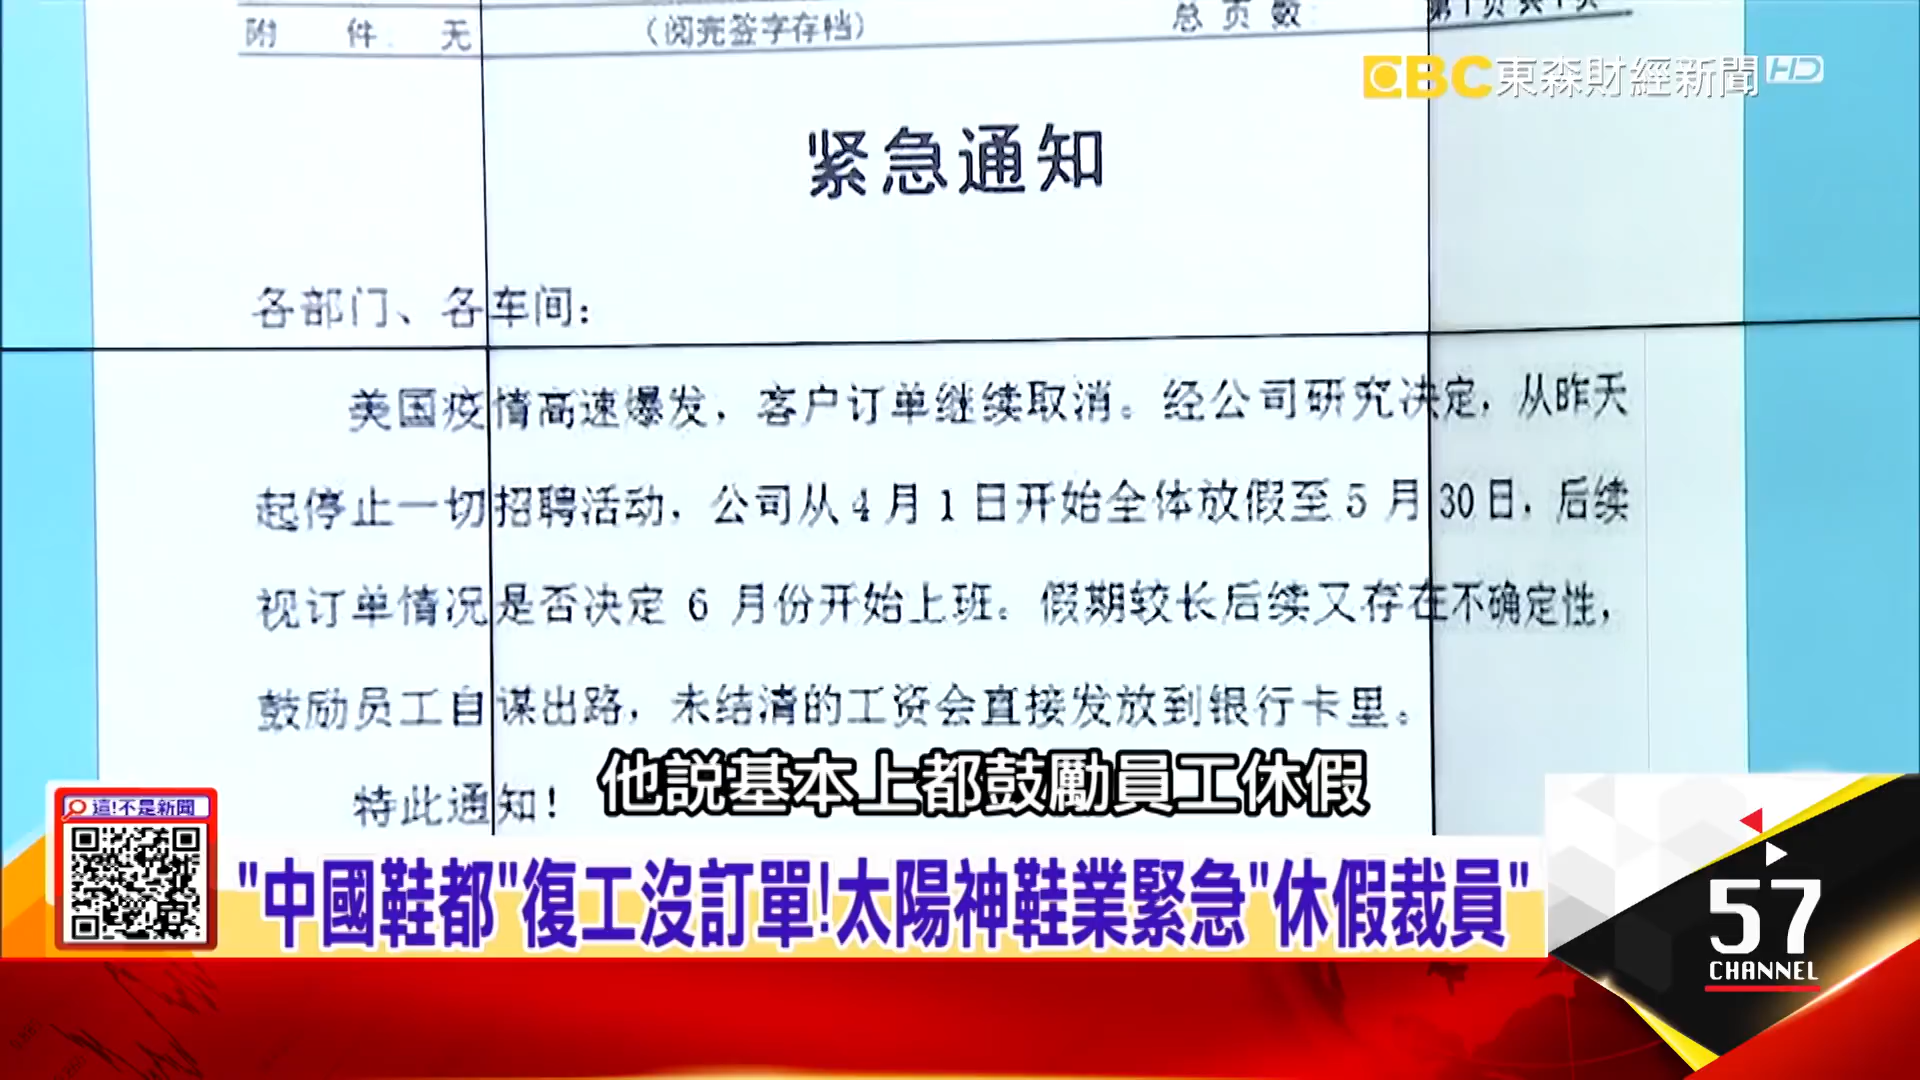 附 件: 无 （阅完签字存档） 总 页 数: 第1页 共1页
EBC 東森財經新聞 HD
紧急通知
各部门、各车间：
美国疫情高速爆发，客户订单继续取消。经公司研究决定，从昨天
起停止一切招聘活动，公司从4月1日开始全体放假至5月30日，后续
视订单情况是否决定6月份开始上班。假期较长后续又存在不确定性，
鼓励员工自谋出路，未结清的工资会直接发放到银行卡里。
特此通知！
他説基本上都鼓勵員工休假
這!不是新聞
"中國鞋都"復工沒訂單!太陽神鞋業緊急"休假裁員"
57
CHANNEL